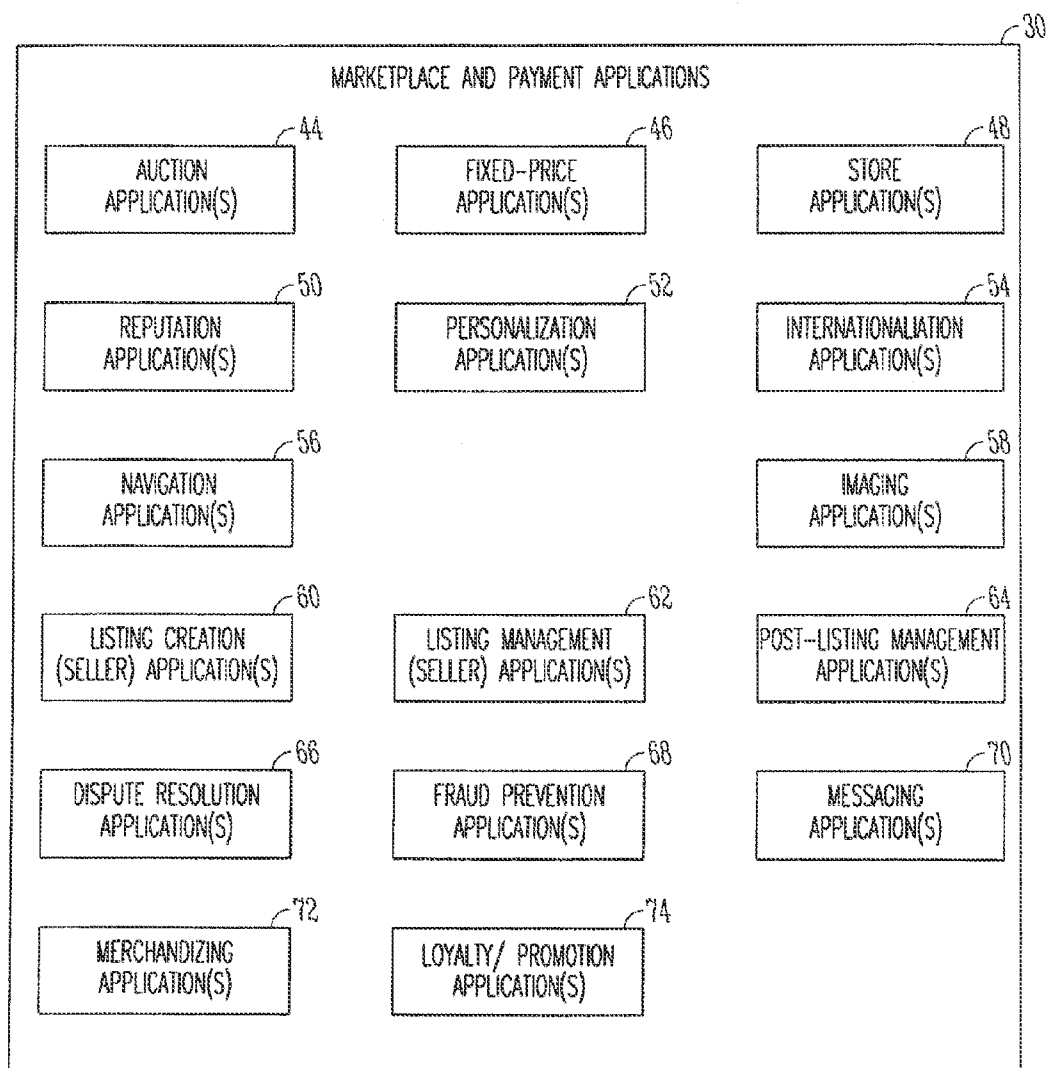 30
MARKETPLACE AND PAYMENT APPLICATIONS
44
AUCTION
APPLICATION(S)
46
FIXED-PRICE
APPLICATION(S)
48
STORE
APPLICATION(S)
50
REPUTATION
APPLICATION(S)
52
PERSONALIZATION
APPLICATION(S)
54
INTERNATIONALIATION
APPLICATION(S)
56
NAVIGATION
APPLICATION(S)
58
IMAGING
APPLICATION(S)
60
LISTING CREATION
(SELLER) APPLICATION(S)
62
LISTING MANAGEMENT
(SELLER) APPLICATION(S)
64
POST-LISTING MANAGEMENT
APPLICATION(S)
66
DISPUTE RESOLUTION
APPLICATION(S)
68
FRAUD PREVENTION
APPLICATION(S)
70
MESSAGING
APPLICATION(S)
72
MERCHANDIZING
APPLICATION(S)
74
LOYALTY/ PROMOTION
APPLICATION(S)